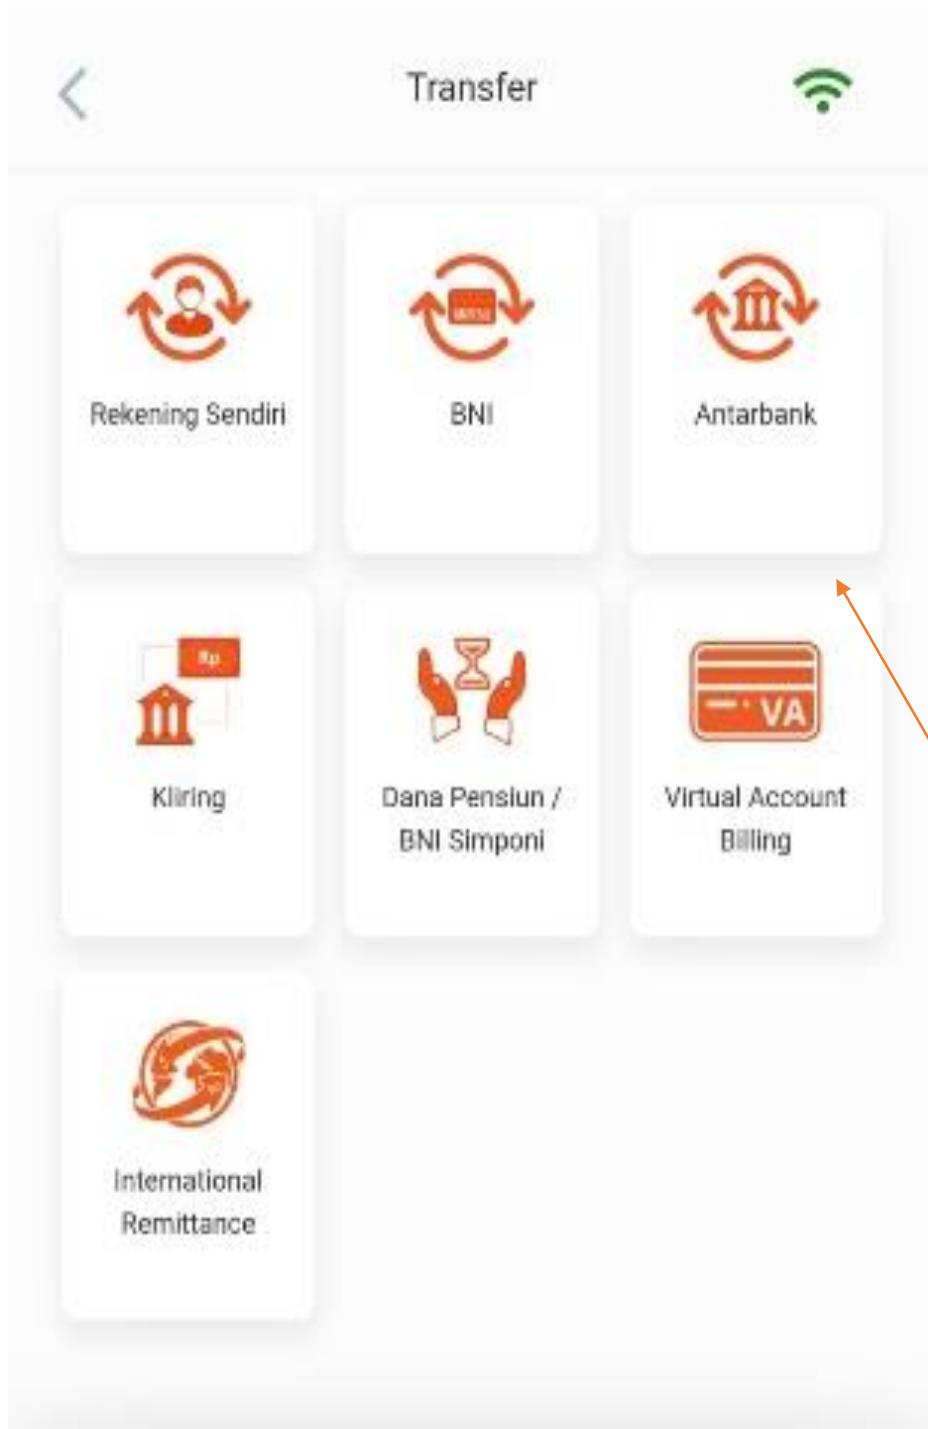 Transfer
Rekening Sendiri
BNI
Antarbank
Rp
VA
Kliring
Dana Pensiun /
BNI Simponi
Virtual Account
Billing
International
Remittance